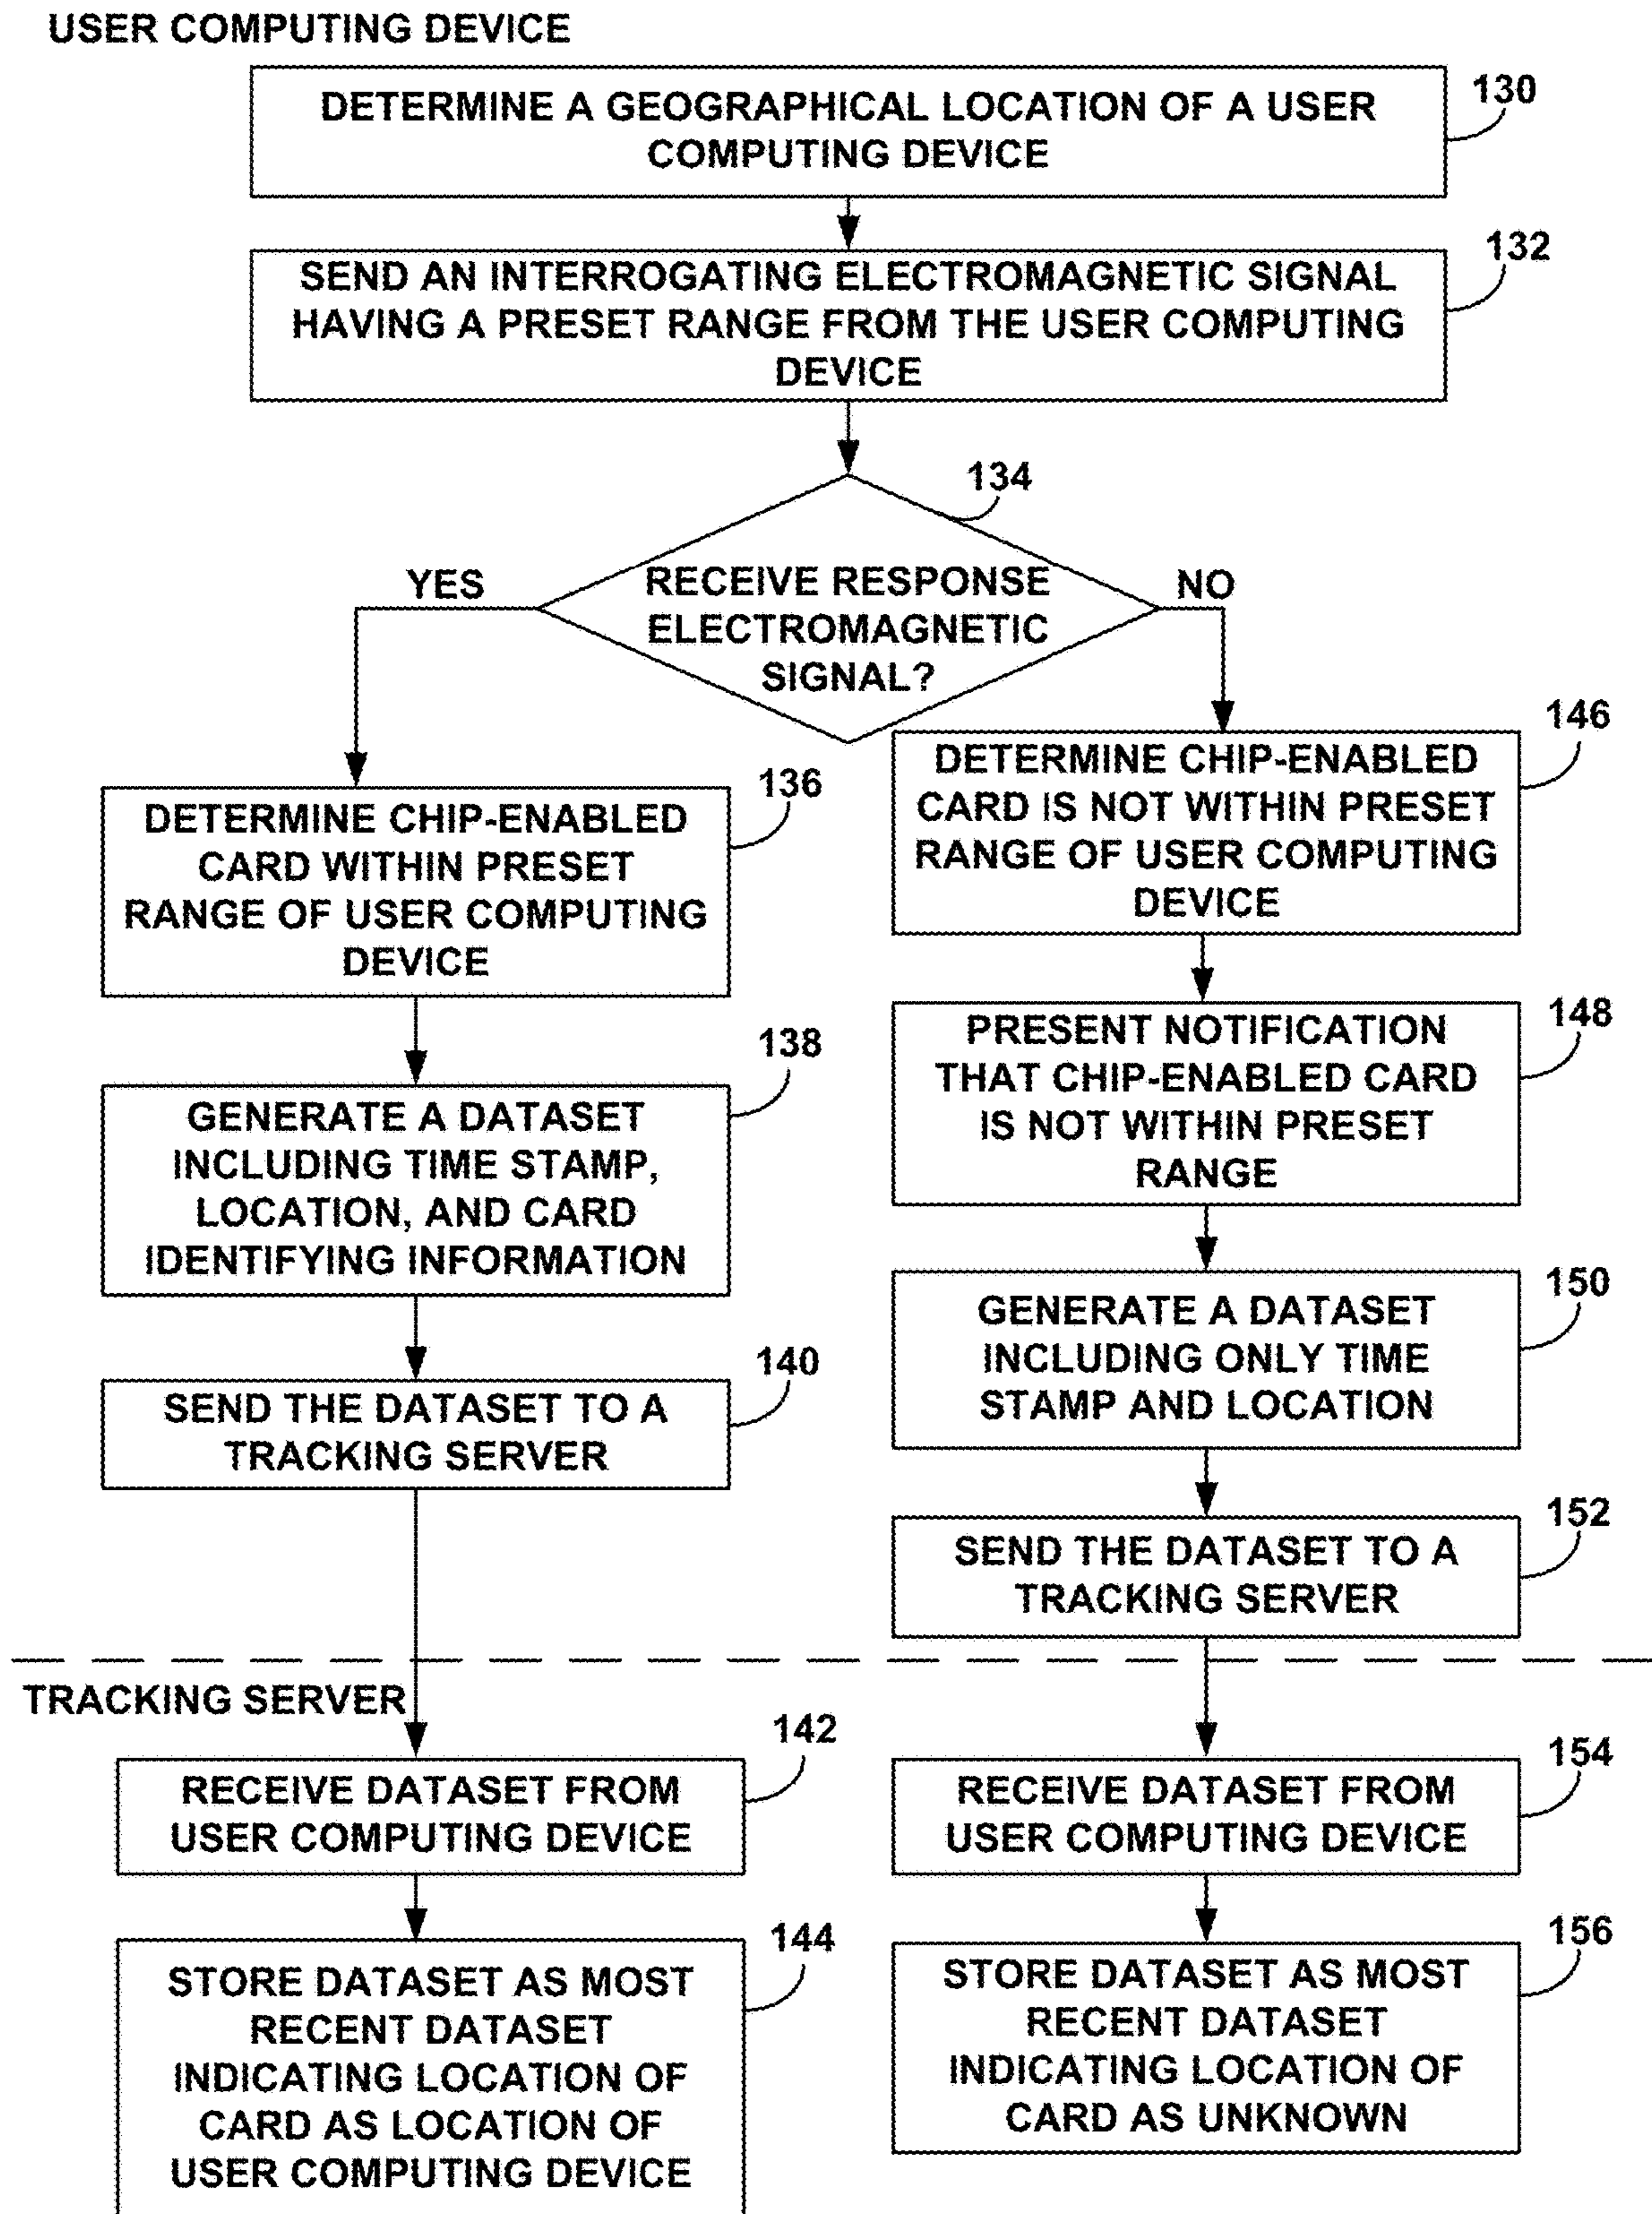 USER COMPUTING DEVICE
DETERMINE A GEOGRAPHICAL LOCATION OF A USER
COMPUTING DEVICE
130
SEND AN INTERROGATING ELECTROMAGNETIC SIGNAL
HAVING A PRESET RANGE FROM THE USER COMPUTING
DEVICE
132
134
RECEIVE RESPONSE
ELECTROMAGNETIC
SIGNAL?
YES
NO
136
DETERMINE CHIP-ENABLED
CARD WITHIN PRESET
RANGE OF USER COMPUTING
DEVICE
138
GENERATE A DATASET
INCLUDING TIME STAMP,
LOCATION, AND CARD
IDENTIFYING INFORMATION
140
SEND THE DATASET TO A
TRACKING SERVER
146
DETERMINE CHIP-ENABLED
CARD IS NOT WITHIN PRESET
RANGE OF USER COMPUTING
DEVICE
148
PRESENT NOTIFICATION
THAT CHIP-ENABLED CARD
IS NOT WITHIN PRESET
RANGE
150
GENERATE A DATASET
INCLUDING ONLY TIME
STAMP AND LOCATION
152
SEND THE DATASET TO A
TRACKING SERVER
TRACKING SERVER
142
RECEIVE DATASET FROM
USER COMPUTING DEVICE
144
STORE DATASET AS MOST
RECENT DATASET
INDICATING LOCATION OF
CARD AS LOCATION OF
USER COMPUTING DEVICE
154
RECEIVE DATASET FROM
USER COMPUTING DEVICE
156
STORE DATASET AS MOST
RECENT DATASET
INDICATING LOCATION OF
CARD AS UNKNOWN